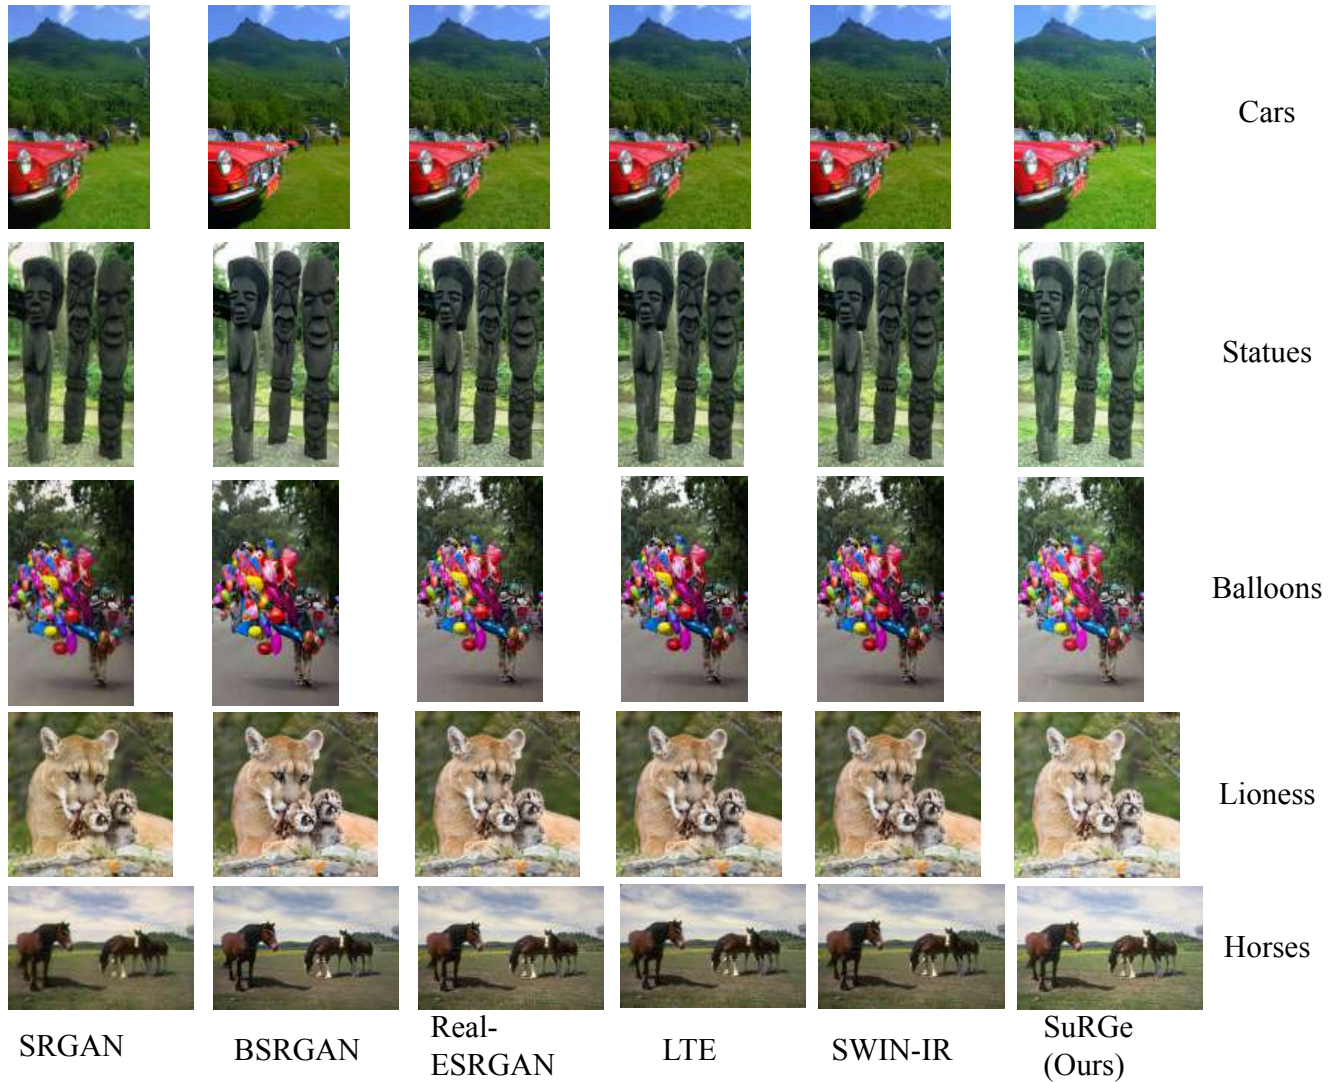 Cars
Statues
Balloons
Lioness
Horses
SRGAN
BSRGAN
Real-
ESRGAN
LTE
SWIN-IR
SuRGe
(Ours)